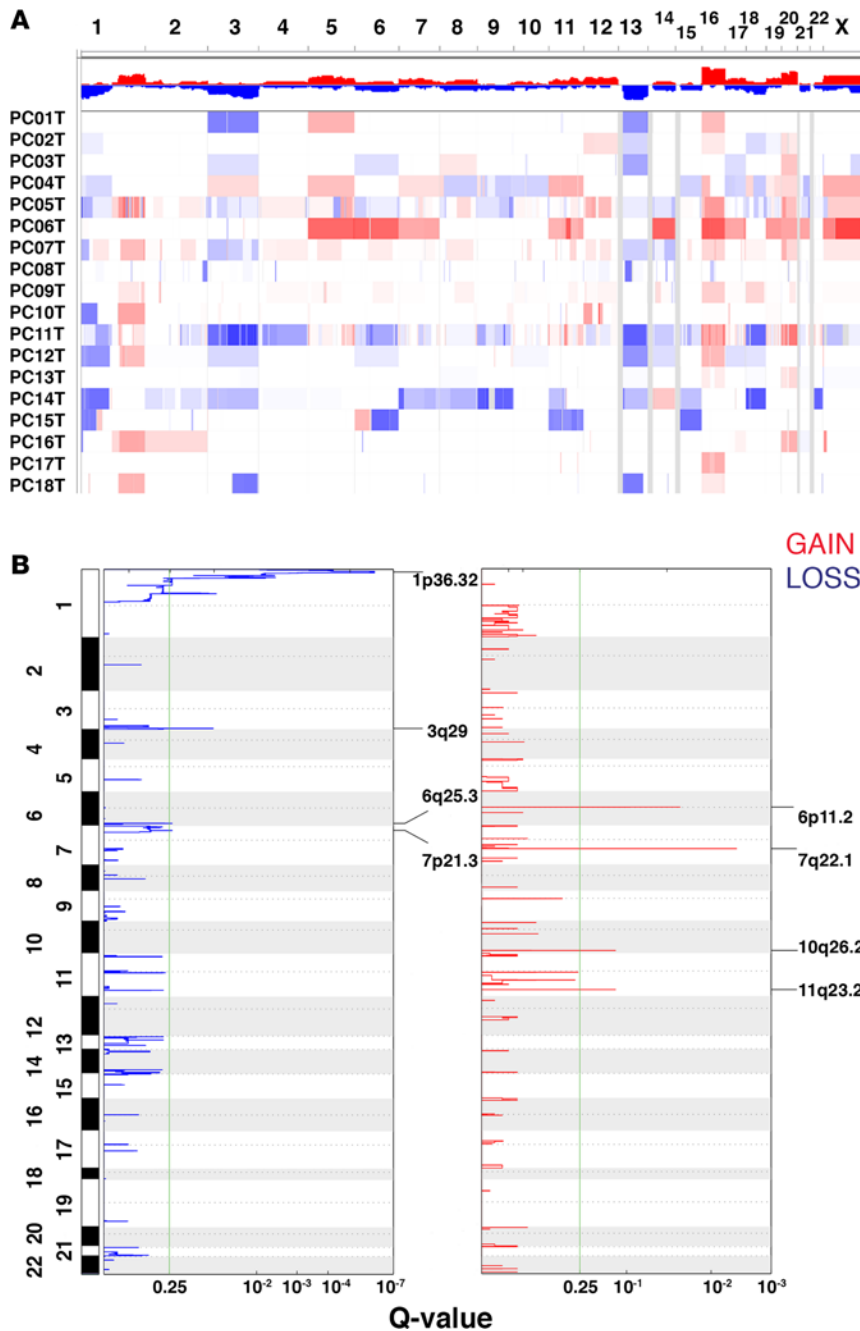 A
1 2 3 4 5 6 7 8 9 10 11 12 13 14 15 16 17 18 19 20 21 22 X
PC01T
PC02T
PC03T
PC04T
PC05T
PC06T
PC07T
PC08T
PC09T
PC10T
PC11T
PC12T
PC13T
PC14T
PC15T
PC16T
PC17T
PC18T
GAIN
LOSS
B
1
2
3
4
5
6
7
8
9
10
11
12
13
14
15
16
17
18
19
20
21
22
1p36.32
3q29
6q25.3
7p21.3
6p11.2
7q22.1
10q26.2
11q23.2
0.25 10-2 10-3 10-4 10-7
0.25 10-1 10-2 10-3
Q-value